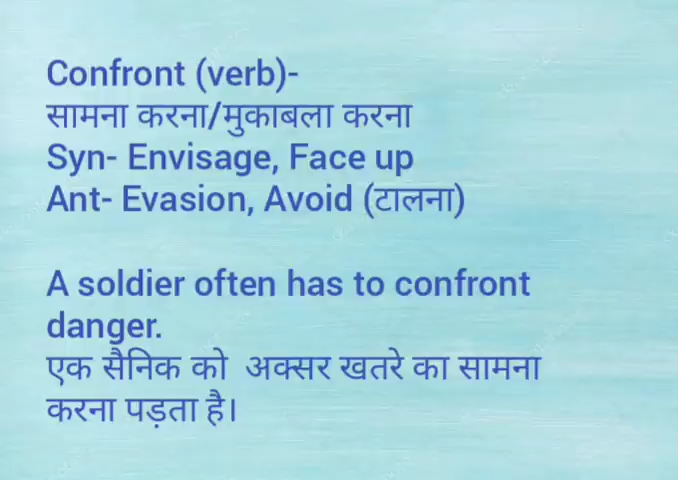 Confront (verb)-
सामना करना/मुकाबला करना
Syn- Envisage, Face up
Ant- Evasion, Avoid (टालना)
A soldier often has to confront
danger.
एक सैनिक को अक्सर खतरे का सामना
करना पड़ता है।